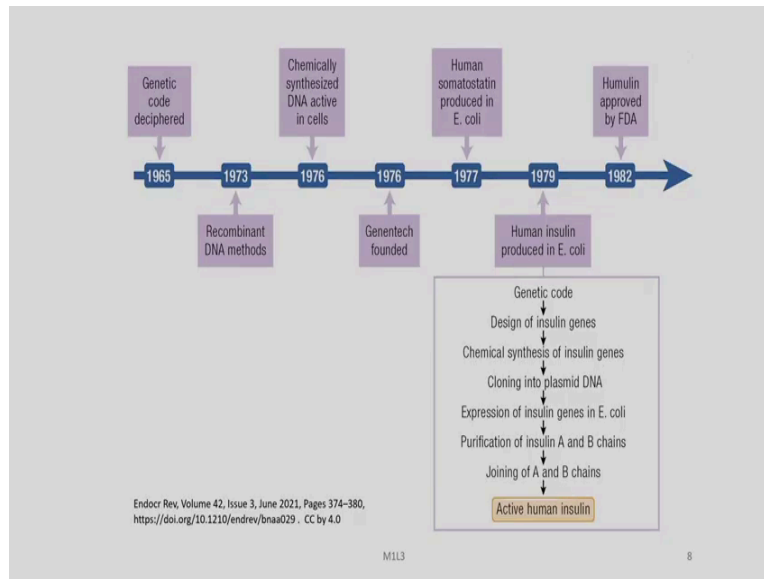 Genetic
code
deciphered
Chemically
synthesized
DNA active
in cells
Human
somatostatin
produced in
E. coli
Humulin
approved
by FDA
1965
1973
1976
1976
1977
1979
1982
Recombinant
DNA methods
Genentech
founded
Human insulin
produced in E. coli
Genetic code
Design of insulin genes
Chemical synthesis of insulin genes
Cloning into plasmid DNA
Expression of insulin genes in E. coli
Purification of insulin A and B chains
Joining of A and B chains
Active human insulin
Endocr Rev, Volume 42, Issue 3, June 2021, Pages 374–380,
https://doi.org/10.1210/endrev/bnaa029 . CC by 4.0
M1L3
8